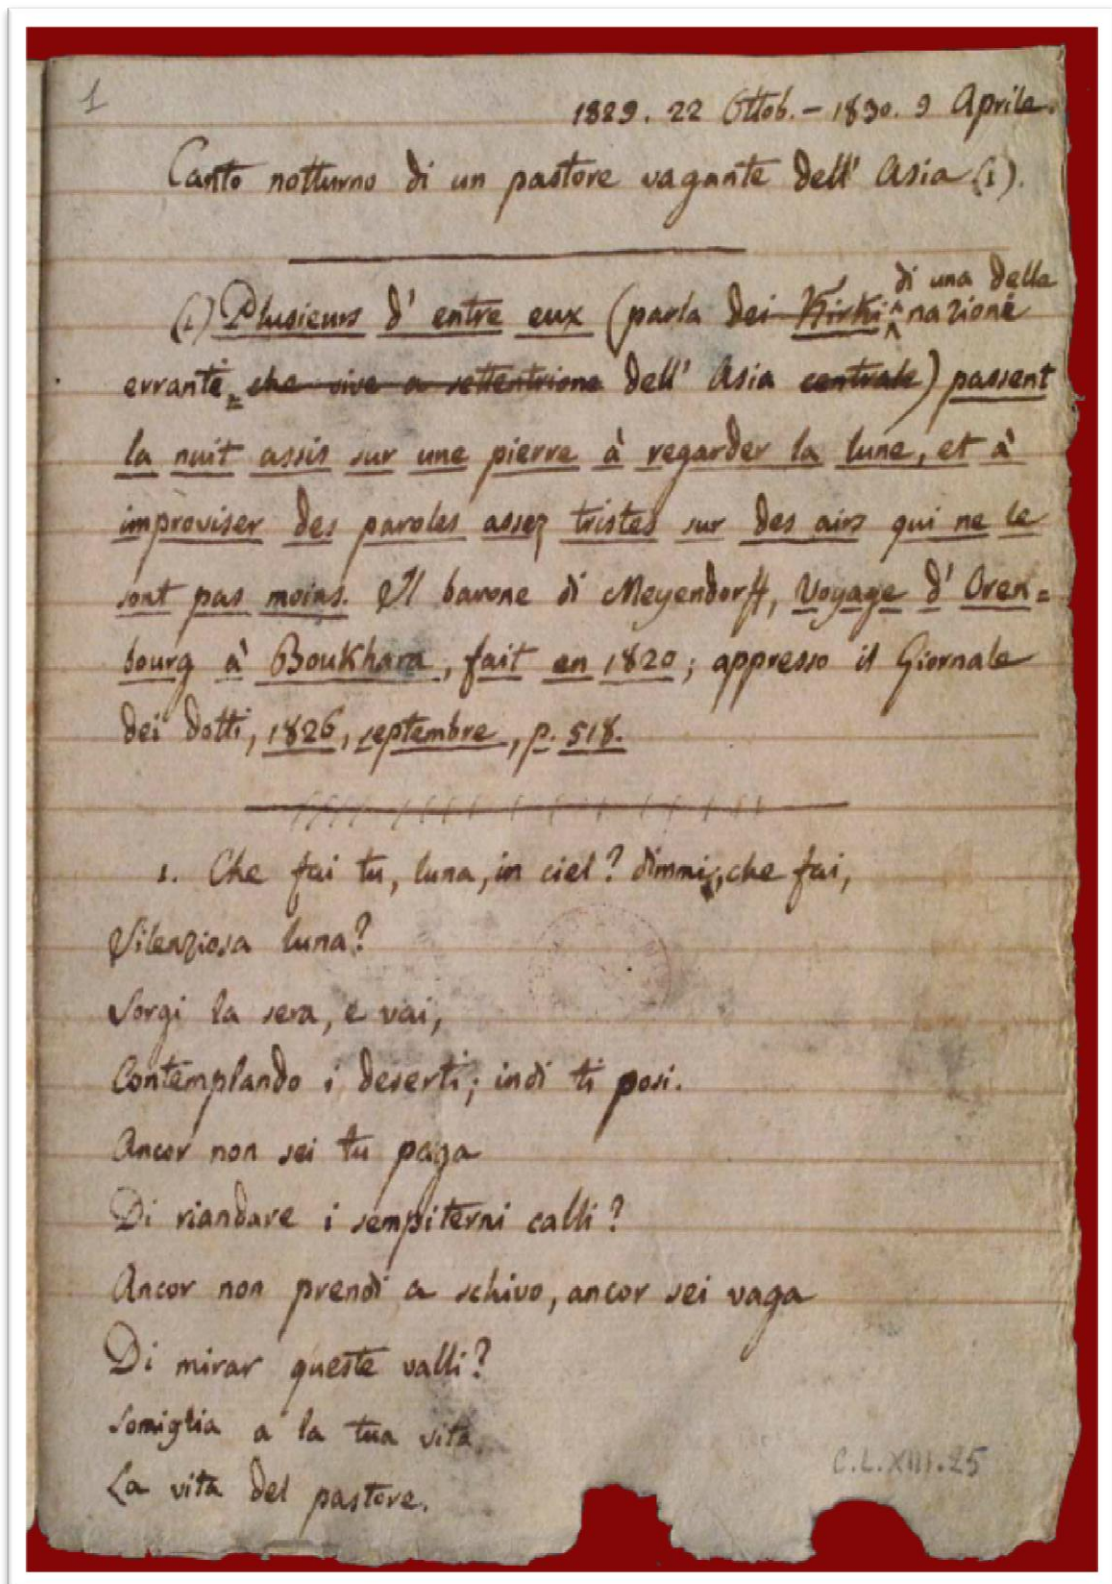 1
1829. 22 Ottob. - 1830. 9 Aprile.
Canto notturno di un pastore vagante dell' Asia (1).
di una delle
(1) Plusieurs d' entre eux (parla dei Kirki nazioni
erranti che vive a settentrione dell' Asia centrale) passent
la nuit assis sur une pierre à regarder la lune, et à
improviser des paroles assez tristes sur des airs qui ne le
sont pas moins. Il barone di Meyendorff, Voyage d' Oren=
bourg à Boukhara, fait en 1820; appresso il Giornale
dei dotti, 1826, septembre, p. 518.
1. Che fai tu, luna, in ciel? dimmi, che fai,
Silenziosa luna?
Sorgi la sera, e vai,
Contemplando i deserti; indi ti posi.
Ancor non sei tu paga
Di riandare i sempiterni calli?
Ancor non prendi a schivo, ancor sei vaga
Di mirar queste valli?
Somiglia a la tua vita
La vita del pastore.
C.L.XIII.25